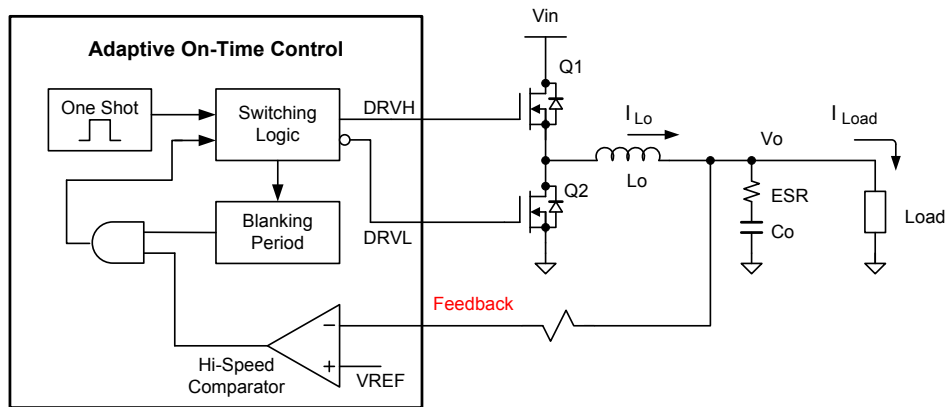 Adaptive On-Time Control
One Shot
Switching
Logic
Blanking
Period
Hi-Speed
Comparator
VREF
DRVH
DRVL
Feedback
Vin
Q1
Q2
I Lo
Lo
Vo
I Load
ESR
Co
Load